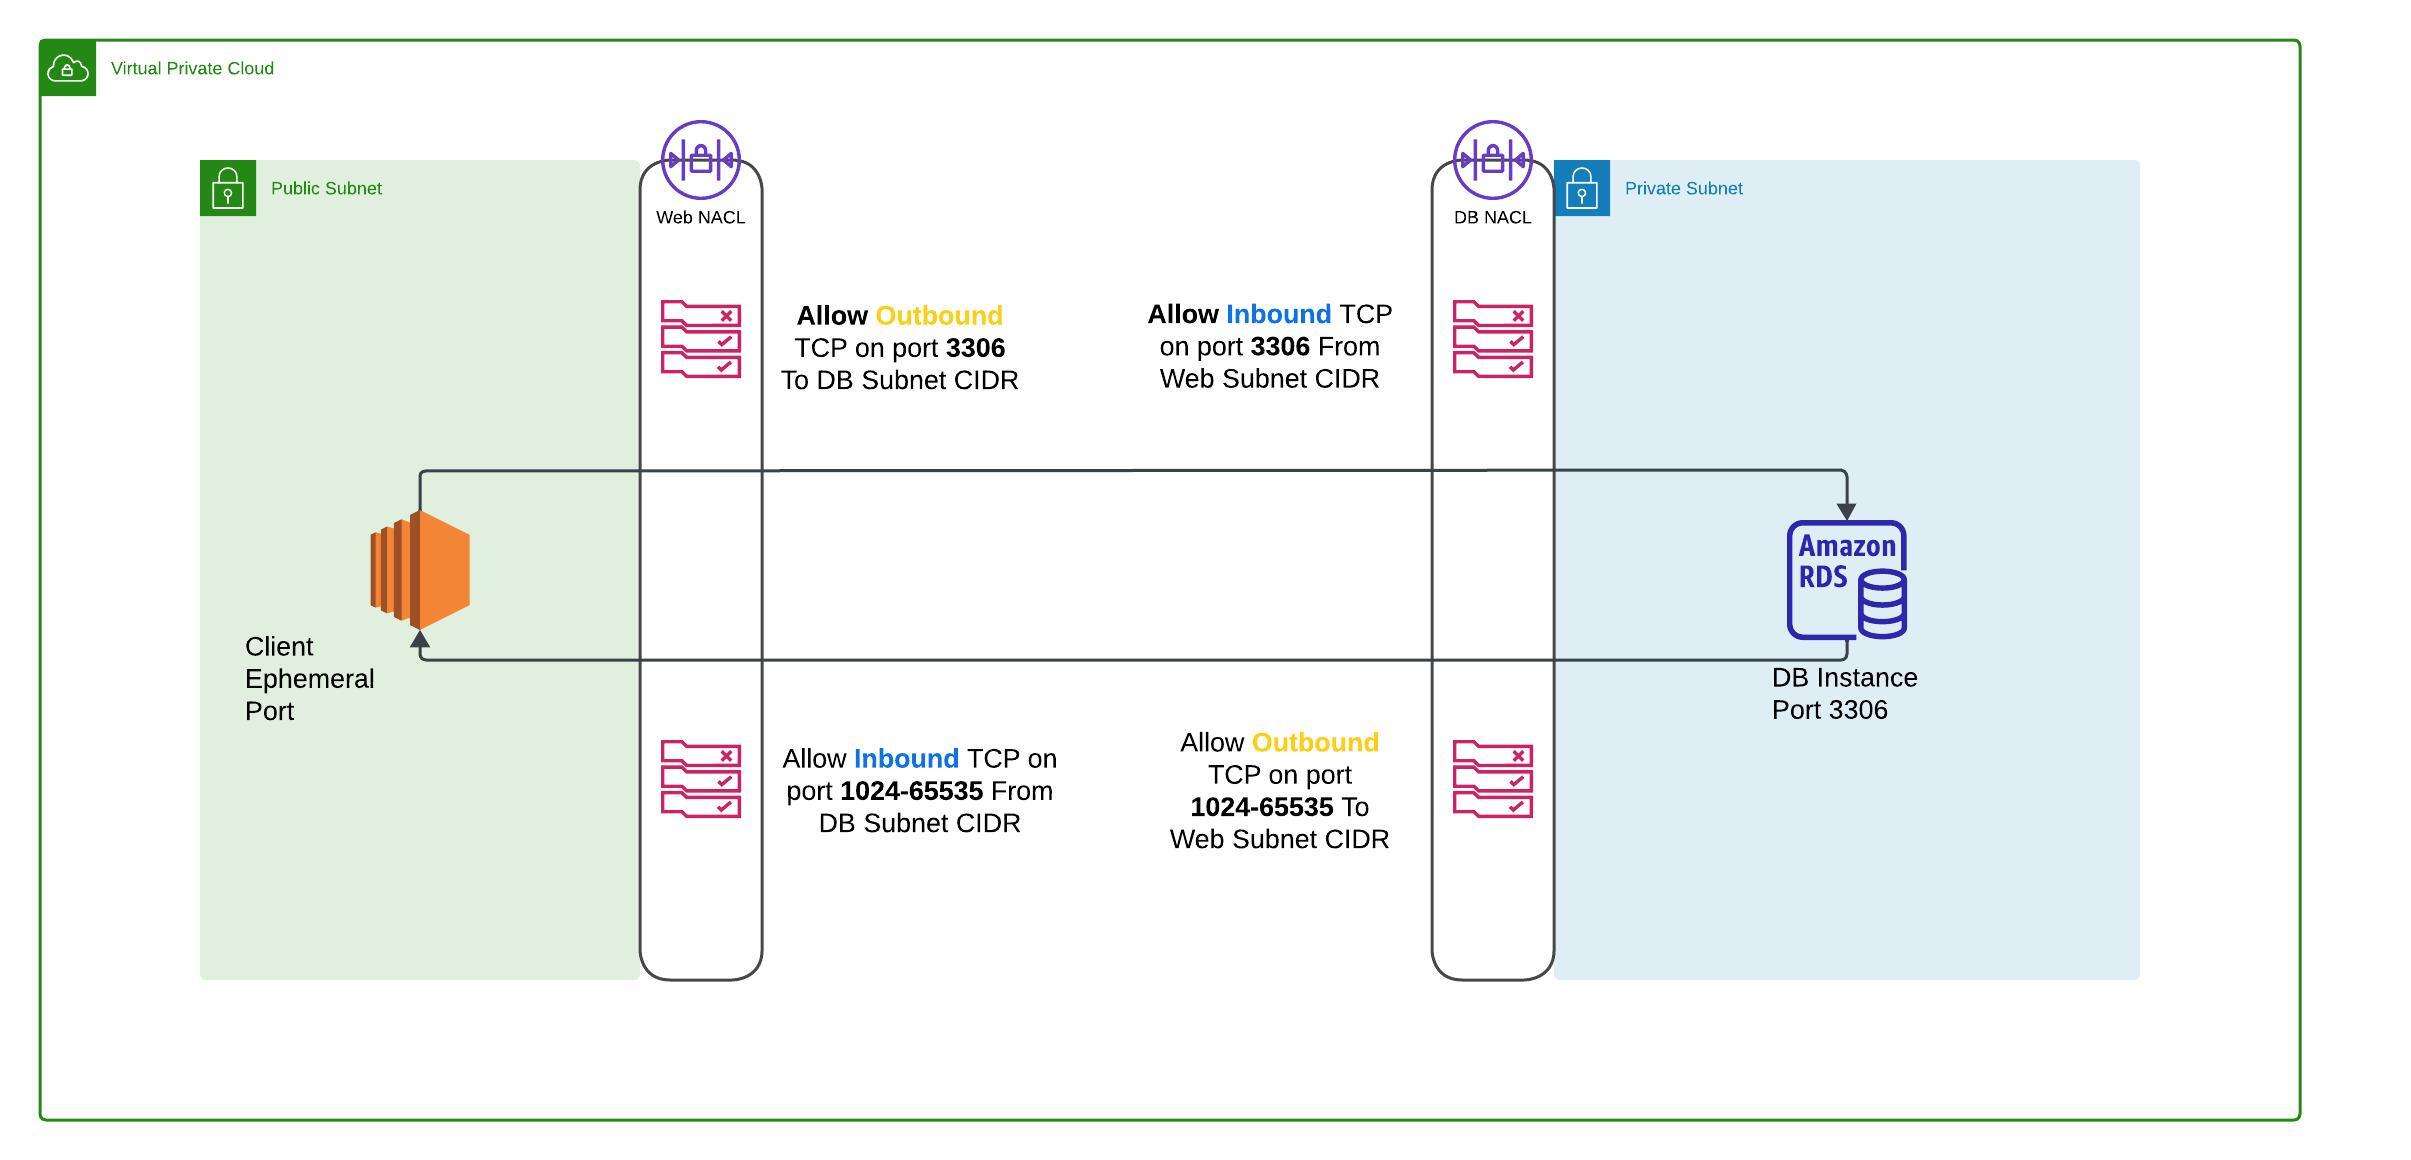 Virtual Private Cloud
Public Subnet
Web NACL
DB NACL
Private Subnet
Allow Outbound
TCP on port 3306
To DB Subnet CIDR
Allow Inbound TCP
on port 3306 From
Web Subnet CIDR
Amazon
RDS
Client
Ephemeral
Port
DB Instance
Port 3306
Allow Inbound TCP on
port 1024-65535 From
DB Subnet CIDR
Allow Outbound
TCP on port
1024-65535 To
Web Subnet CIDR